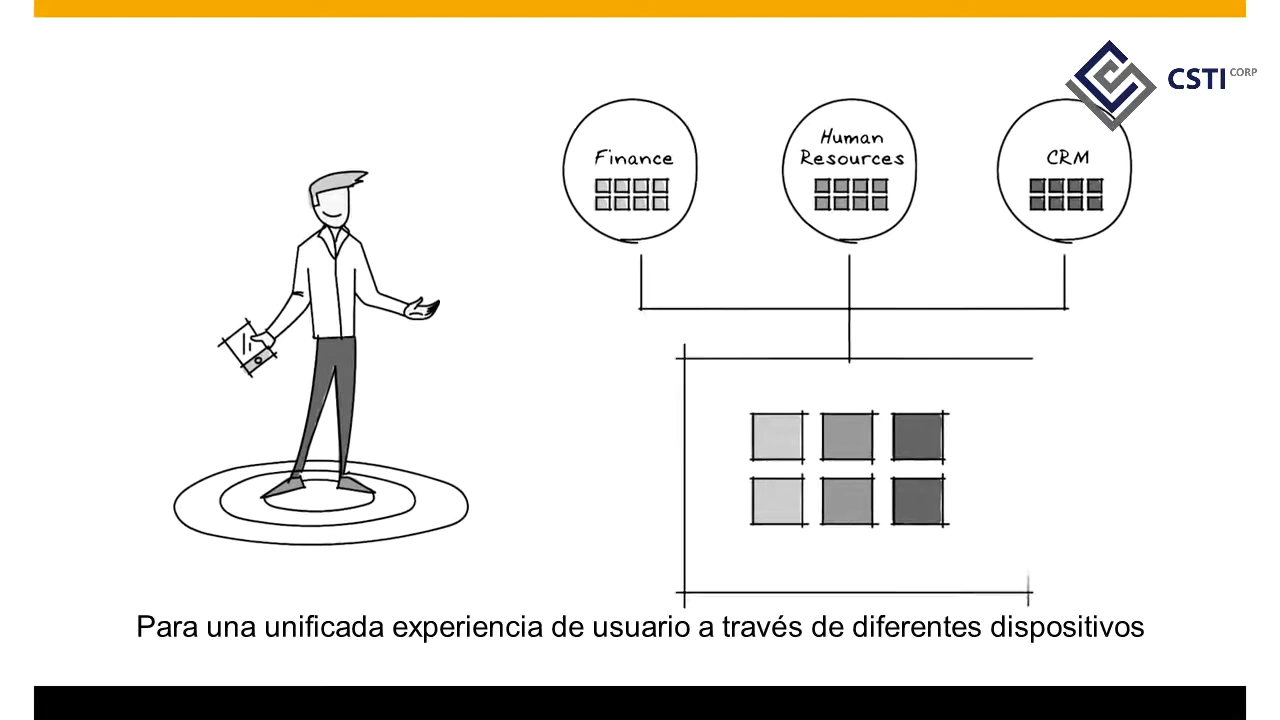 CSTI CORP
Human
Finance Resources CRM
Para una unificada experiencia de usuario a través de diferentes dispositivos